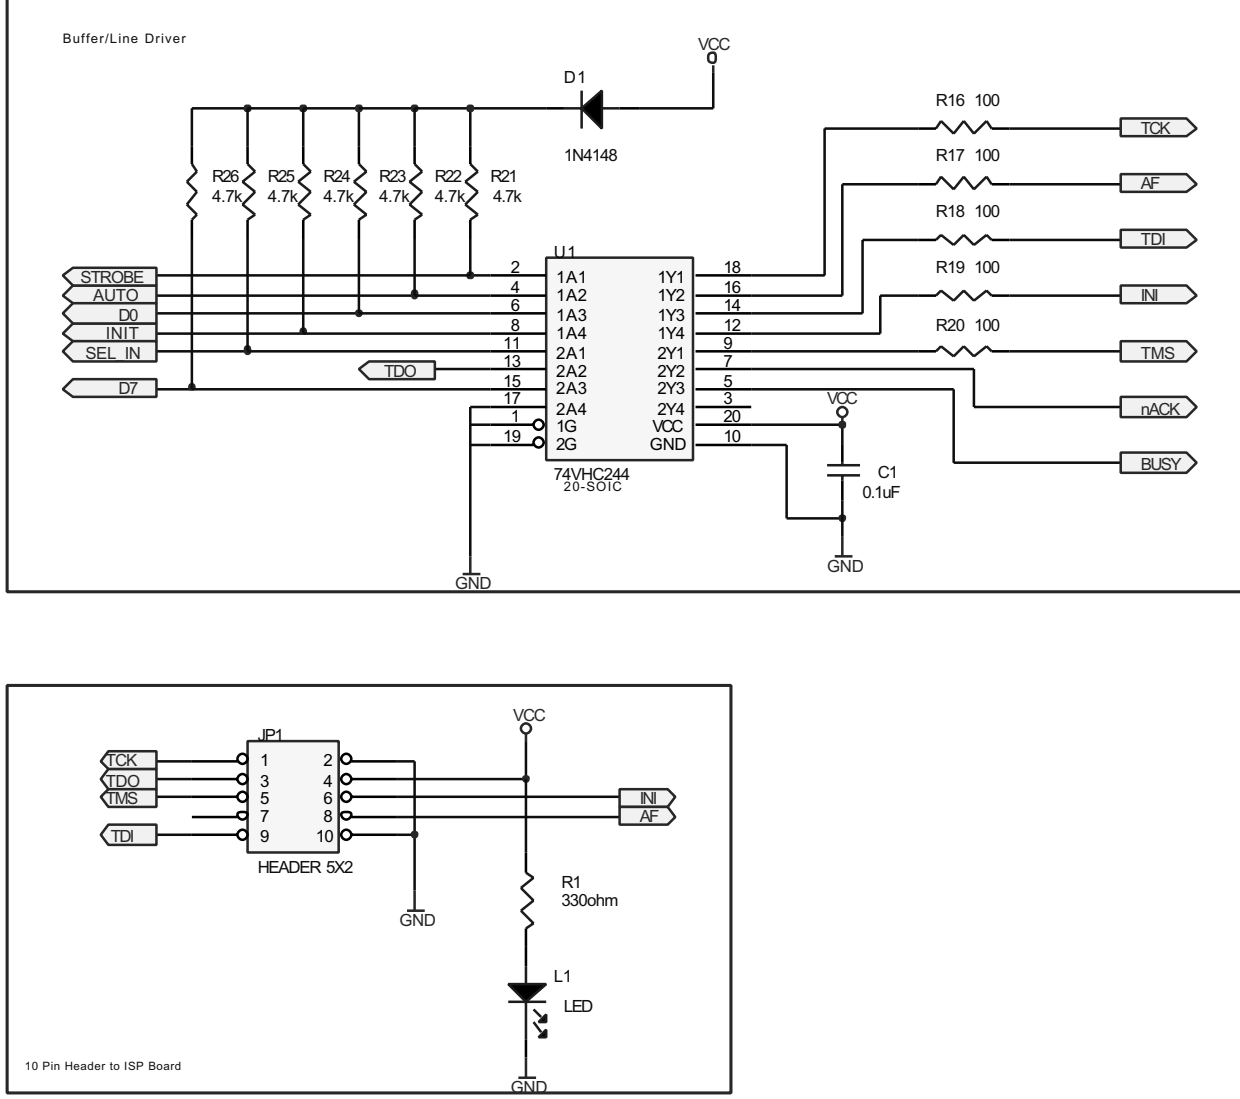 Buffer/Line Driver
VCC
D1
1N4148
R26 R25 R24 R23 R22 R21
4.7k 4.7k 4.7k 4.7k 4.7k 4.7k
R16 100
TCK
R17 100
AF
R18 100
TDI
R19 100
INI
R20 100
TMS
nACK
BUSY
U1
STROBE 2 1A1 1Y1 18
AUTO 4 1A2 1Y2 16
D0 6 1A3 1Y3 14
INIT 8 1A4 1Y4 12
SEL IN 11 2A1 2Y1 9
TDO 13 2A2 2Y2 7
D7 15 2A3 2Y3 5
17 2A4 2Y4 3
1 1G VCC 20
19 2G GND 10
74VHC244
20-SOIC
VCC
C1
0.1uF
GND
GND
VCC
JP1
TCK 1 2
TDO 3 4
TMS 5 6 INI
7 8 AF
TDI 9 10
HEADER 5X2
GND
R1
330ohm
L1
LED
GND
10 Pin Header to ISP Board